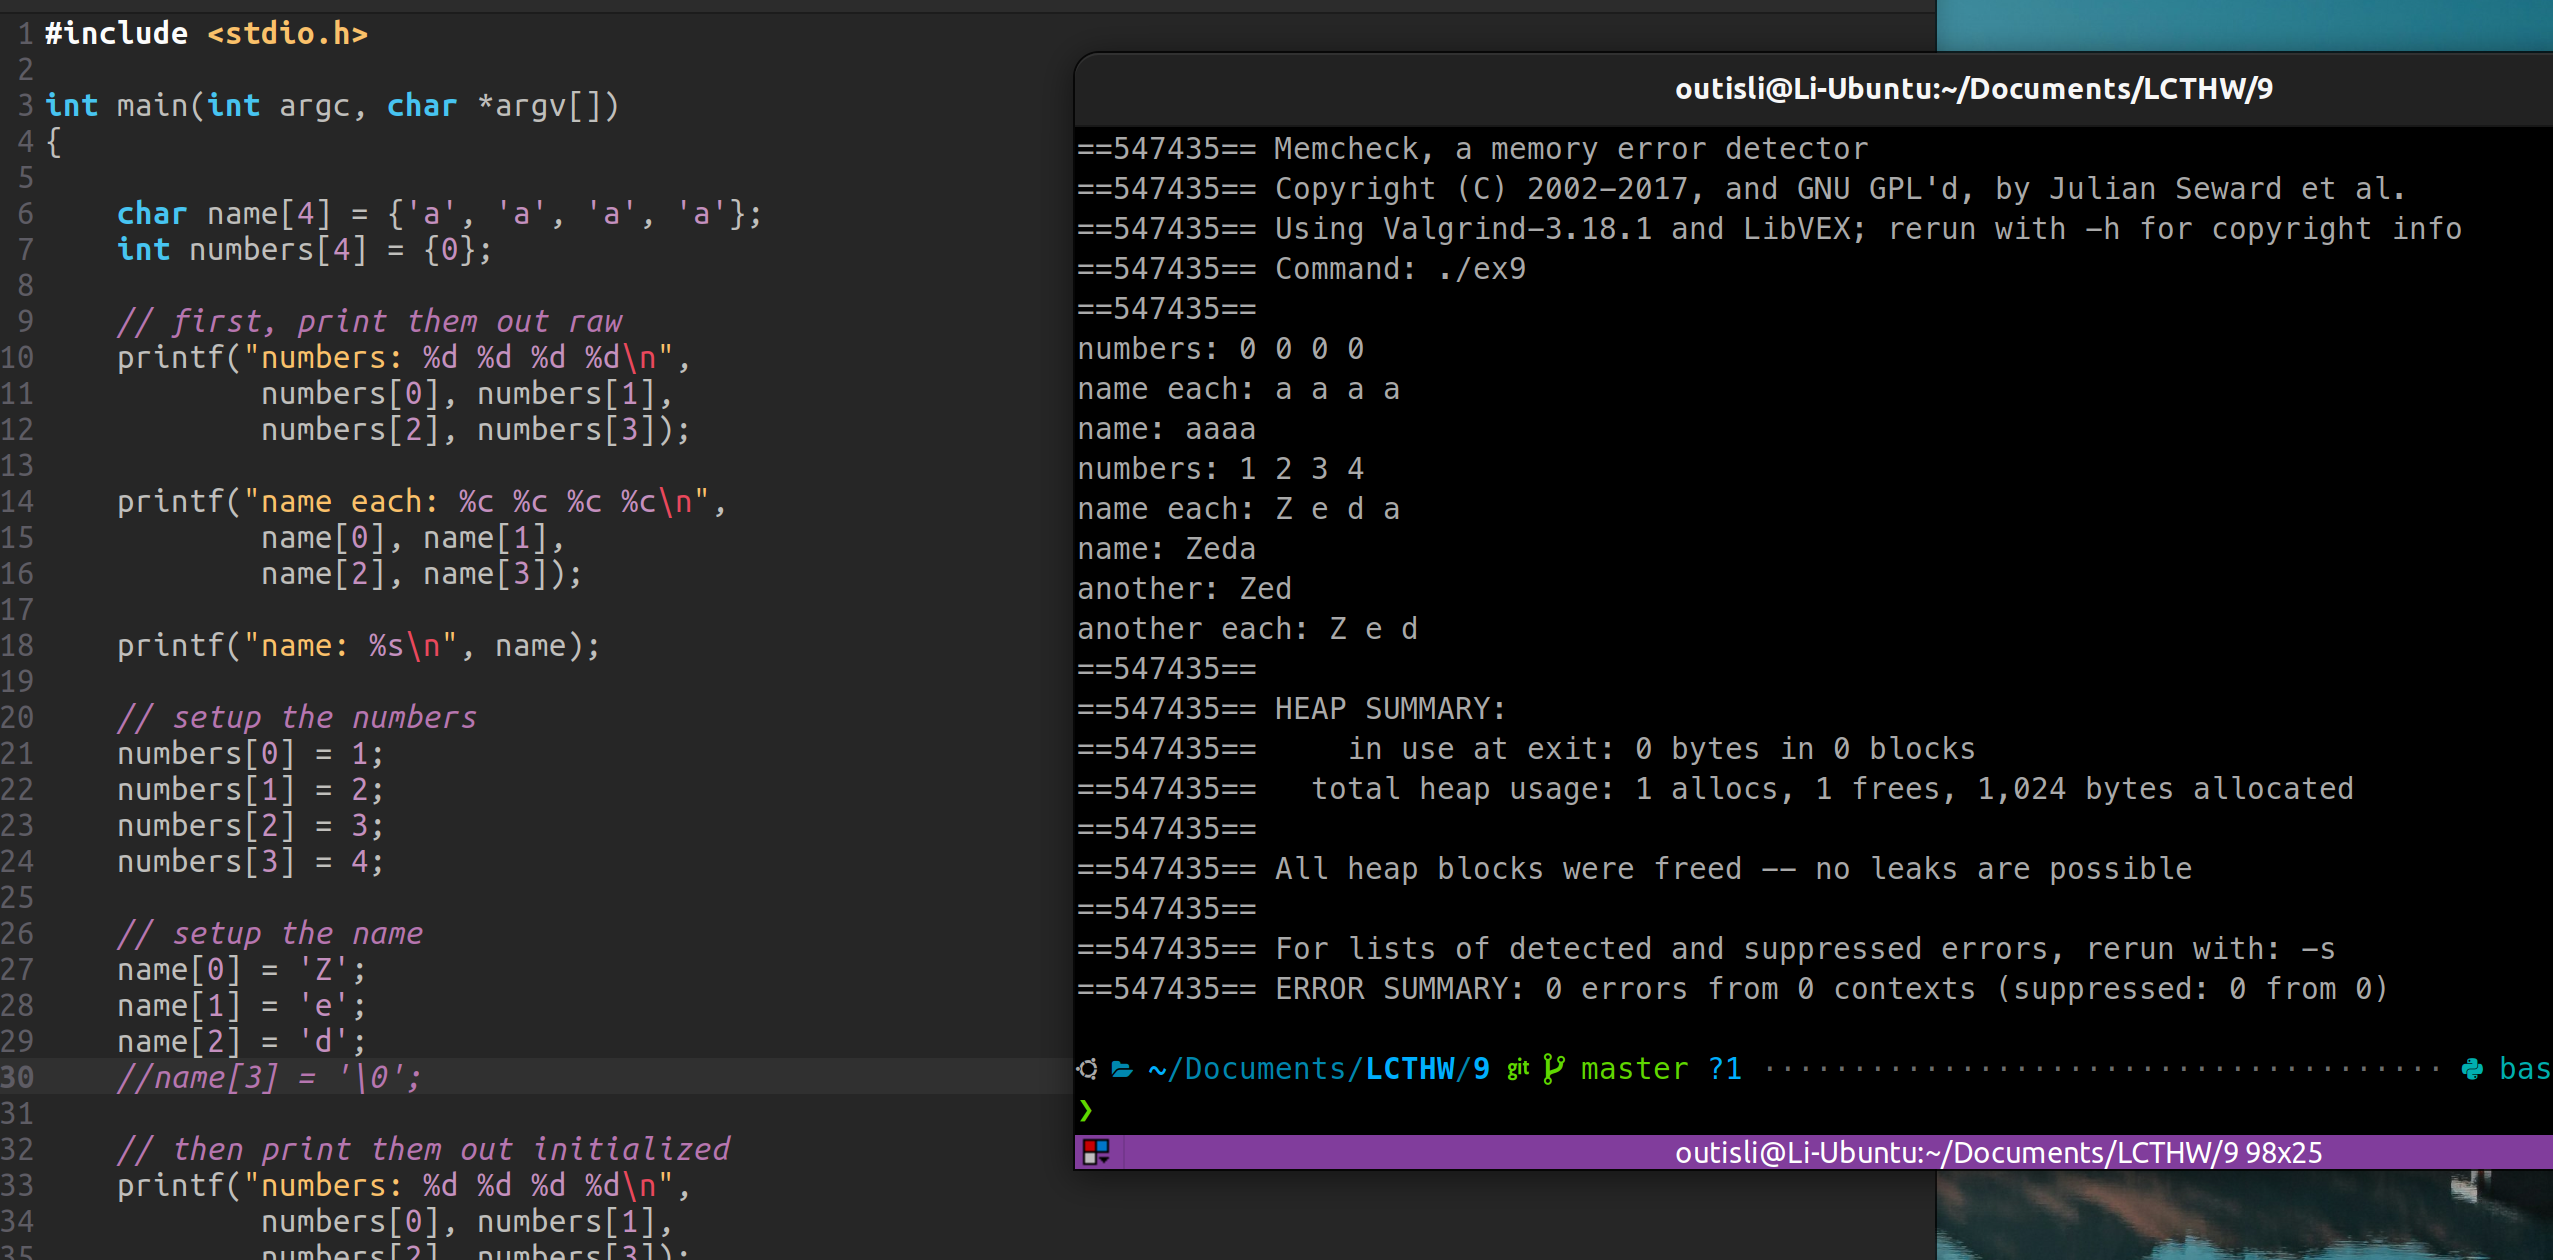 1 #include <stdio.h>
2
3 int main(int argc, char *argv[])
4 {
5
6 char name[4] = {'a', 'a', 'a', 'a'};
7 int numbers[4] = {0};
8
9 // first, print them out raw
10 printf("numbers: %d %d %d %d\n",
11 numbers[0], numbers[1],
12 numbers[2], numbers[3]);
13
14 printf("name each: %c %c %c %c\n",
15 name[0], name[1],
16 name[2], name[3]);
17
18 printf("name: %s\n", name);
19
20 // setup the numbers
21 numbers[0] = 1;
22 numbers[1] = 2;
23 numbers[2] = 3;
24 numbers[3] = 4;
25
26 // setup the name
27 name[0] = 'Z';
28 name[1] = 'e';
29 name[2] = 'd';
30 //name[3] = '\0';
31
32 // then print them out initialized
33 printf("numbers: %d %d %d %d\n",
34 numbers[0], numbers[1],
35 numbers[2], numbers[3]);
outisli@Li-Ubuntu:~/Documents/LCTHW/9
==547435== Memcheck, a memory error detector
==547435== Copyright (C) 2002-2017, and GNU GPL'd, by Julian Seward et al.
==547435== Using Valgrind-3.18.1 and LibVEX; rerun with -h for copyright info
==547435== Command: ./ex9
==547435==
numbers: 0 0 0 0
name each: a a a a
name: aaaa
numbers: 1 2 3 4
name each: Z e d a
name: Zeda
another: Zed
another each: Z e d
==547435==
==547435== HEAP SUMMARY:
==547435== in use at exit: 0 bytes in 0 blocks
==547435== total heap usage: 1 allocs, 1 frees, 1,024 bytes allocated
==547435==
==547435== All heap blocks were freed -- no leaks are possible
==547435==
==547435== For lists of detected and suppressed errors, rerun with: -s
==547435== ERROR SUMMARY: 0 errors from 0 contexts (suppressed: 0 from 0)
~/Documents/LCTHW/9 git master ?1 ······································ bas
❯
outisli@Li-Ubuntu:~/Documents/LCTHW/9 98x25